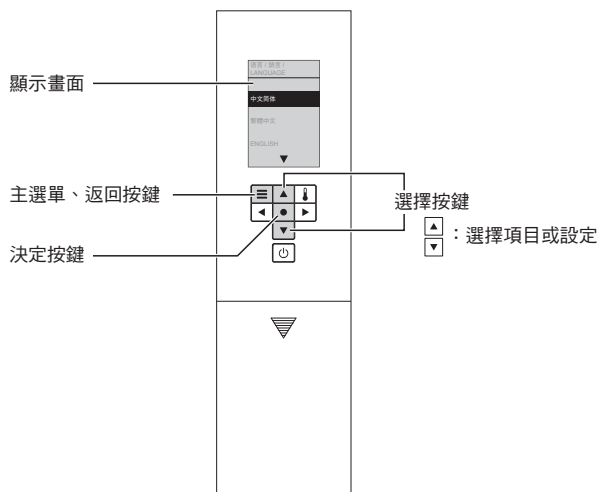 语言 / 語言 /
LANGUAGE
顯示畫面
中文简体
繁體中文
ENGLISH
主選單、返回按鍵
選擇按鍵
：選擇項目或設定
決定按鍵